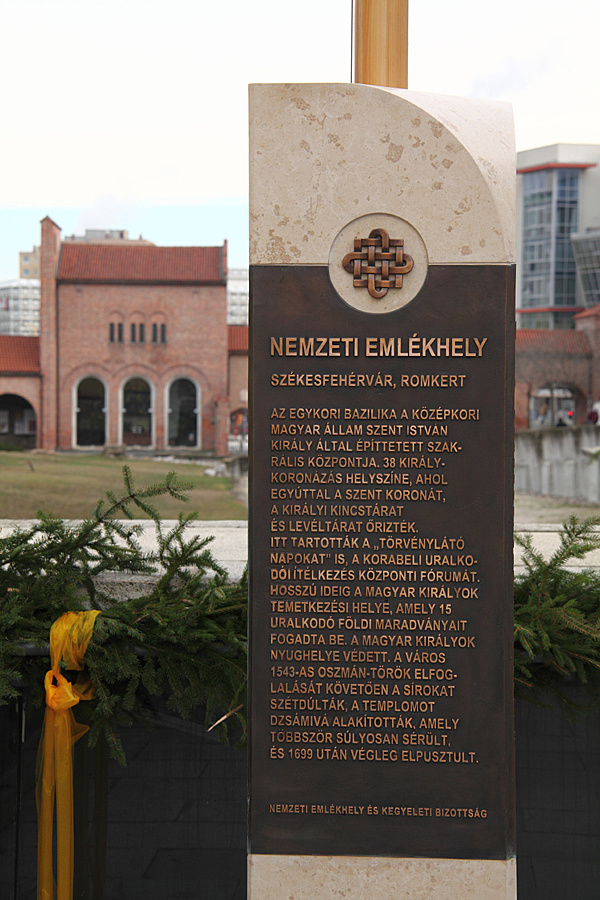 NEMZETI EMLÉKHELY
SZÉKESFEHÉRVÁR, ROMKERT
AZ EGYKORI BAZILIKA A KÖZÉPKORI
MAGYAR ÁLLAM SZENT ISTVÁN
KIRÁLY ÁLTAL ÉPÍTTETETT SZAK-
RÁLIS KÖZPONTJA. 38 KIRÁLY-
KORONÁZÁS HELYSZÍNE, AHOL
EGYÚTTAL A SZENT KORONÁT,
A KIRÁLYI KINCSTÁRAT
ÉS LEVÉLTÁRAT ŐRIZTÉK.
ITT TARTOTTÁK A „TÖRVÉNYLÁTÓ
NAPOKAT” IS, A KORABELI URALKO-
DÓI ÍTÉLKEZÉS KÖZPONTI FÓRUMÁT.
HOSSZÚ IDEIG A MAGYAR KIRÁLYOK
TEMETKEZÉSI HELYE, AMELY 15
URALKODÓ FÖLDI MARADVÁNYAIT
FOGADTA BE. A MAGYAR KIRÁLYOK
NYUGHELYE VÉDETT. A VÁROS
1543-AS OSZMÁN-TÖRÖK ELFOG-
LALÁSÁT KÖVETŐEN A SÍROKAT
SZÉTDÚLTÁK, A TEMPLOMOT
DZSÁMIVÁ ALAKÍTOTTÁK, AMELY
TÖBBSZÖR SÚLYOSAN SÉRÜLT,
ÉS 1699 UTÁN VÉGLEG ELPUSZTULT.
NEMZETI EMLÉKHELY ÉS KEGYELETI BIZOTTSÁG